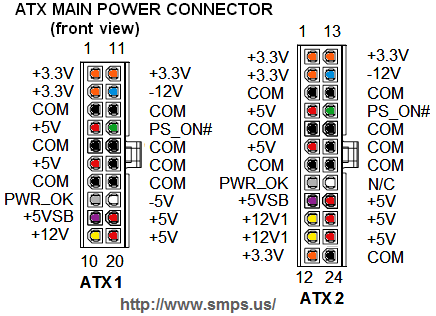 ATX MAIN POWER CONNECTOR
(front view)
1 11
+3.3V +3.3V
+3.3V -12V
COM COM
+5V PS_ON#
COM COM
+5V COM
COM COM
PWR_OK -5V
+5VSB +5V
+12V +5V
10 20
ATX1
1 13
+3.3V +3.3V
+3.3V -12V
COM COM
+5V PS_ON#
COM COM
+5V COM
COM COM
PWR_OK N/C
+5VSB +5V
+12V1 +5V
+12V1 +5V
+3.3V COM
12 24
ATX2
http://www.smps.us/